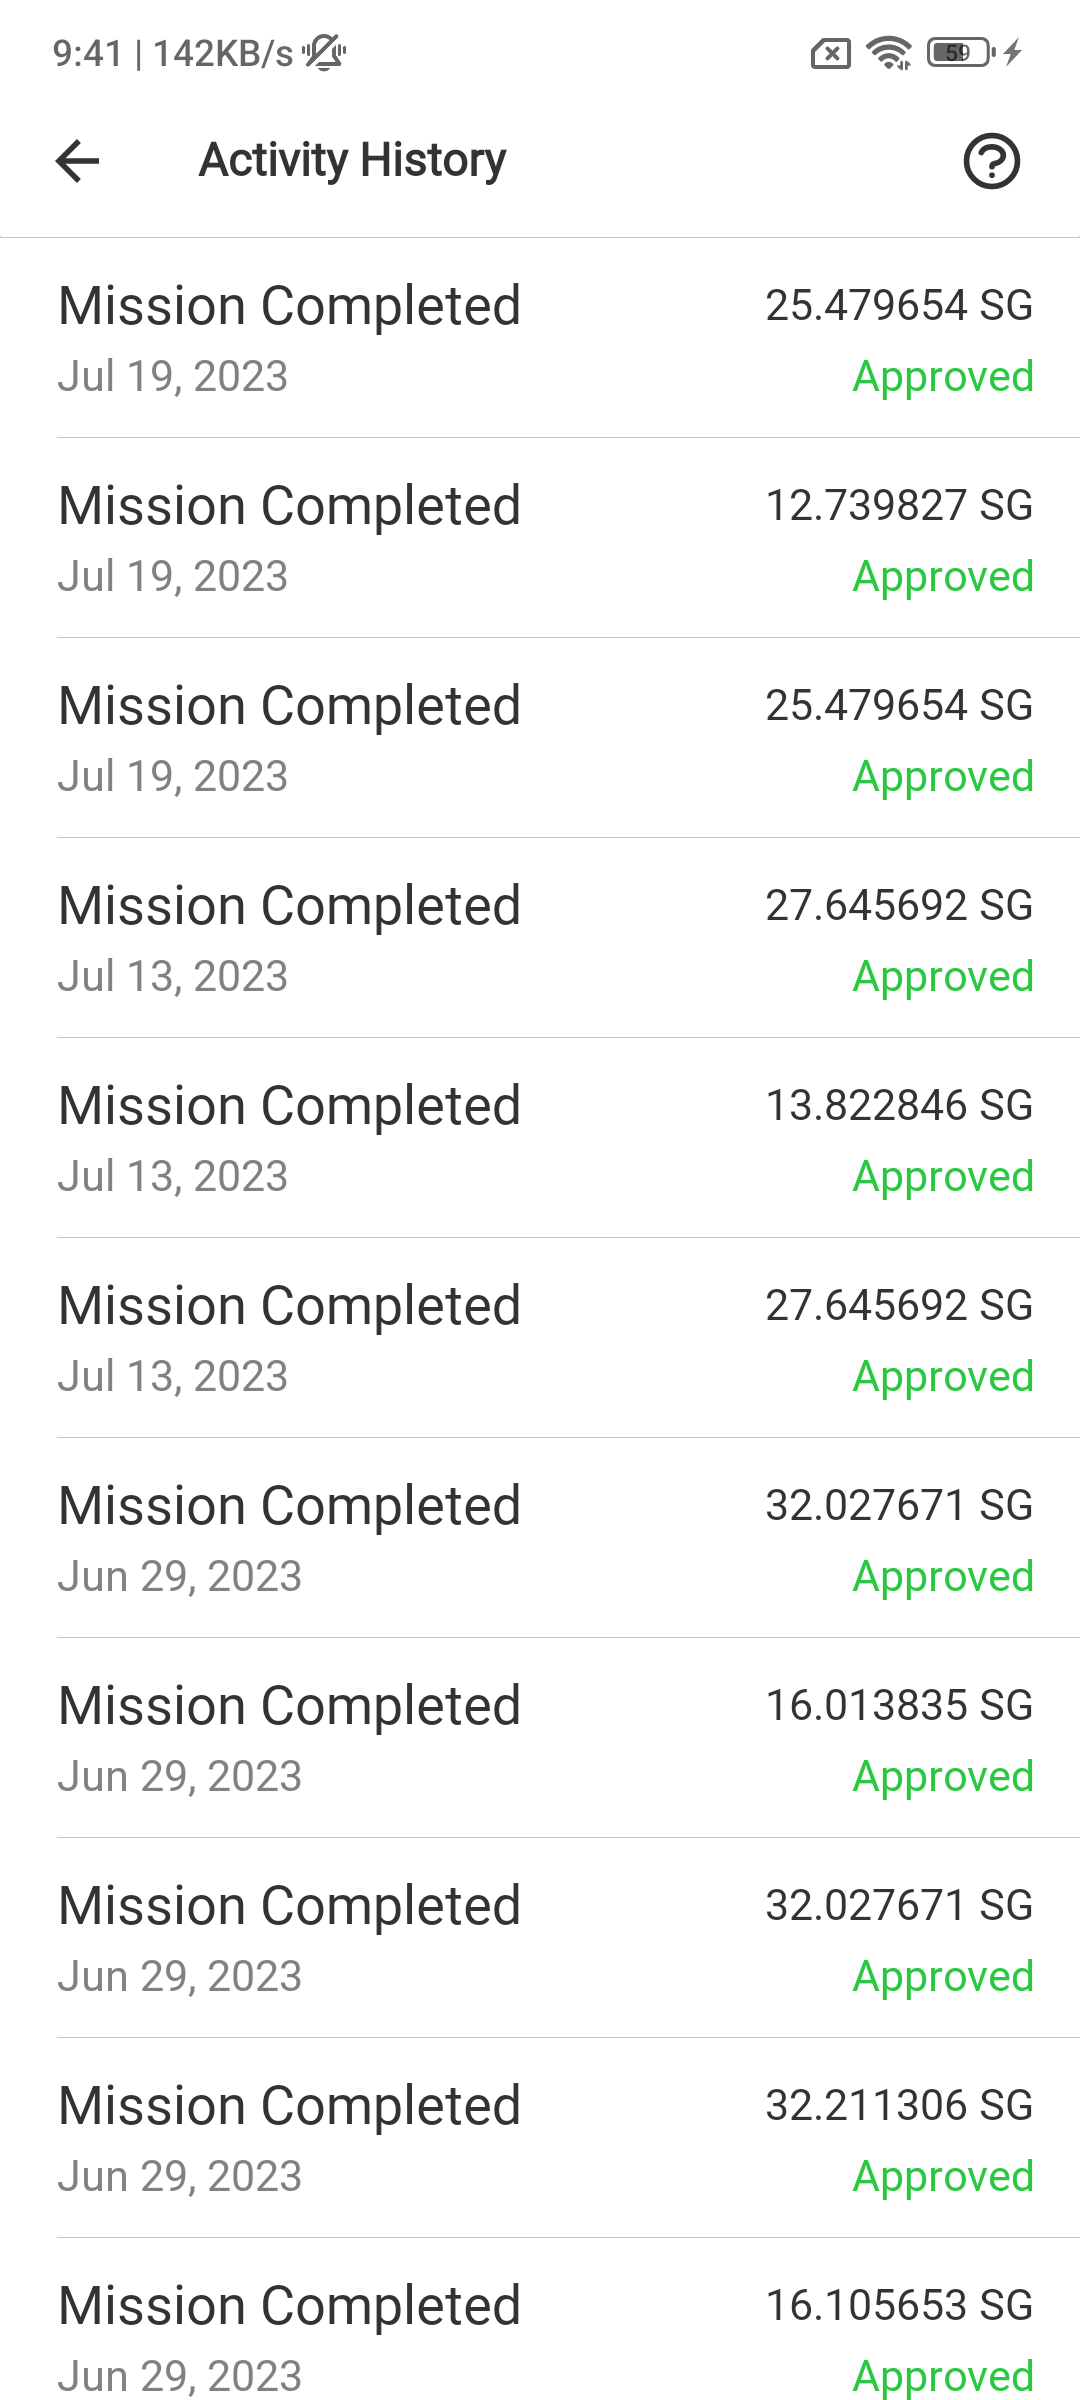 9:41 | 142KB/s
59
Activity History
Mission Completed 25.479654 SG
Jul 19, 2023 Approved
Mission Completed 12.739827 SG
Jul 19, 2023 Approved
Mission Completed 25.479654 SG
Jul 19, 2023 Approved
Mission Completed 27.645692 SG
Jul 13, 2023 Approved
Mission Completed 13.822846 SG
Jul 13, 2023 Approved
Mission Completed 27.645692 SG
Jul 13, 2023 Approved
Mission Completed 32.027671 SG
Jun 29, 2023 Approved
Mission Completed 16.013835 SG
Jun 29, 2023 Approved
Mission Completed 32.027671 SG
Jun 29, 2023 Approved
Mission Completed 32.211306 SG
Jun 29, 2023 Approved
Mission Completed 16.105653 SG
Jun 29, 2023 Approved